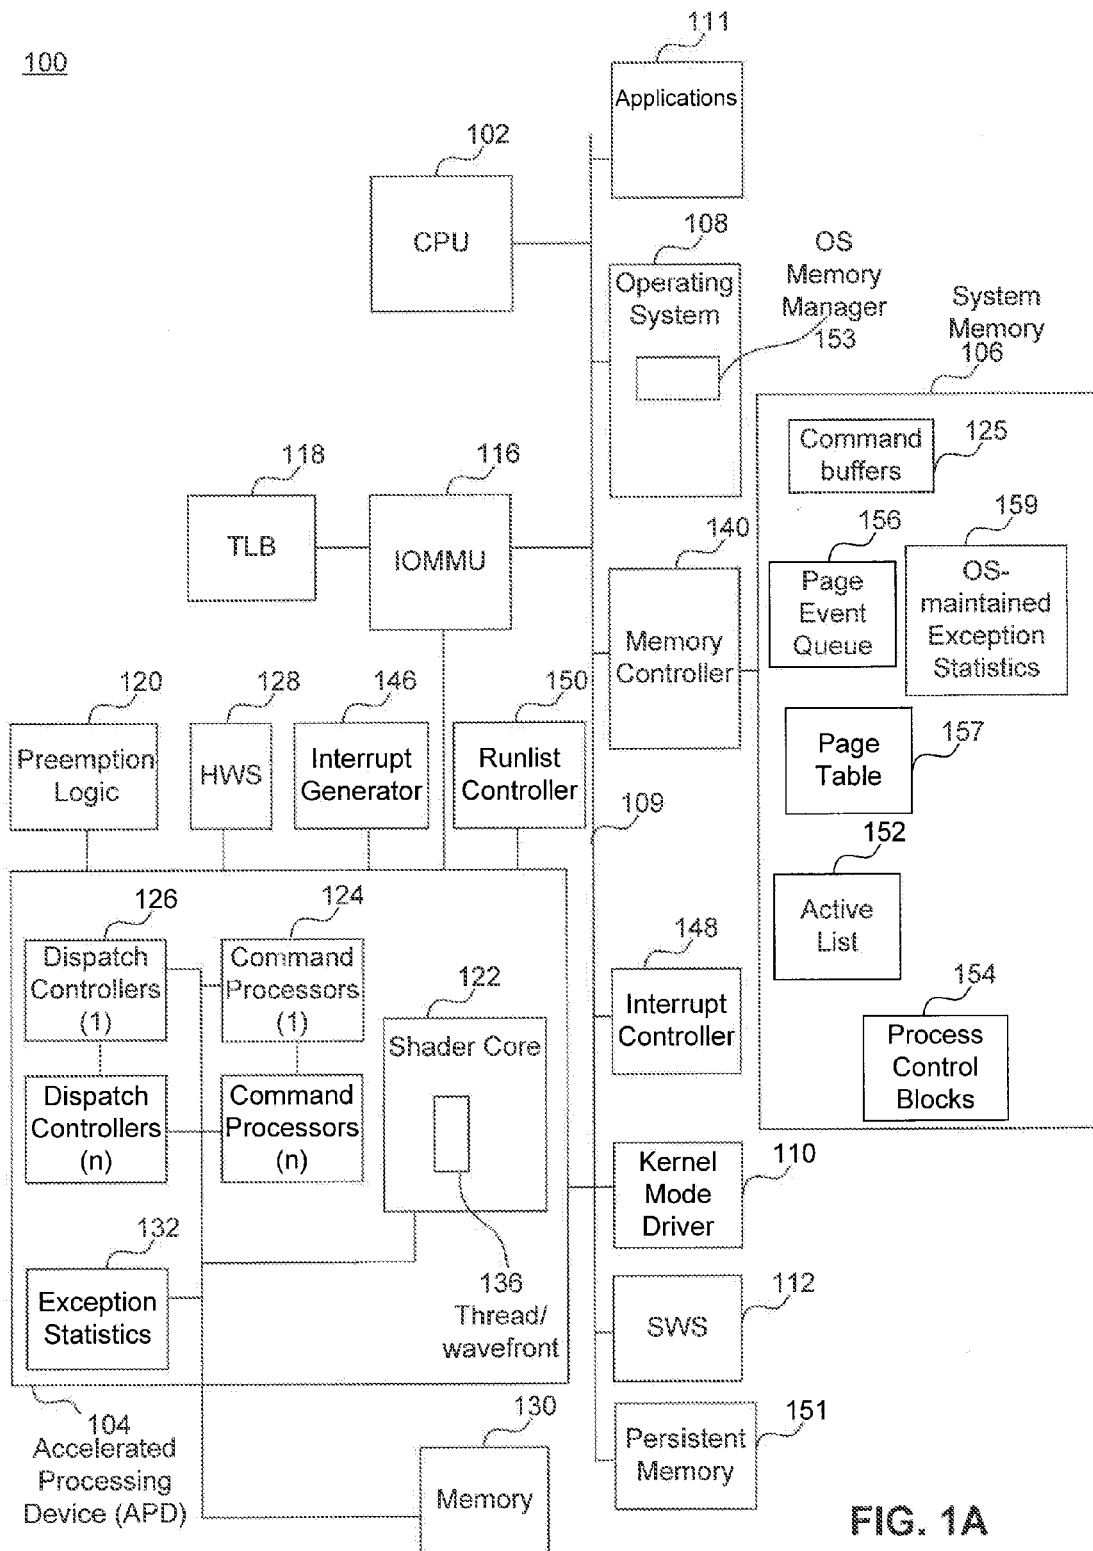 100
111
Applications
102
CPU
108
Operating
System
OS
Memory
Manager
153
System
Memory
106
Command
buffers
125
118
TLB
116
IOMMU
140
Memory
Controller
156
Page
Event
Queue
159
OS-
maintained
Exception
Statistics
120
Preemption
Logic
128
HWS
146
Interrupt
Generator
150
Runlist
Controller
Page
Table
157
109
152
Active
List
126
Dispatch
Controllers
(1)
124
Command
Processors
(1)
122
Shader Core
148
Interrupt
Controller
154
Process
Control
Blocks
Dispatch
Controllers
(n)
Command
Processors
(n)
Kernel
Mode
Driver
110
132
Exception
Statistics
136
Thread/
wavefront
SWS
112
104
Accelerated
Processing
Device (APD)
130
Memory
Persistent
Memory
151
FIG. 1A